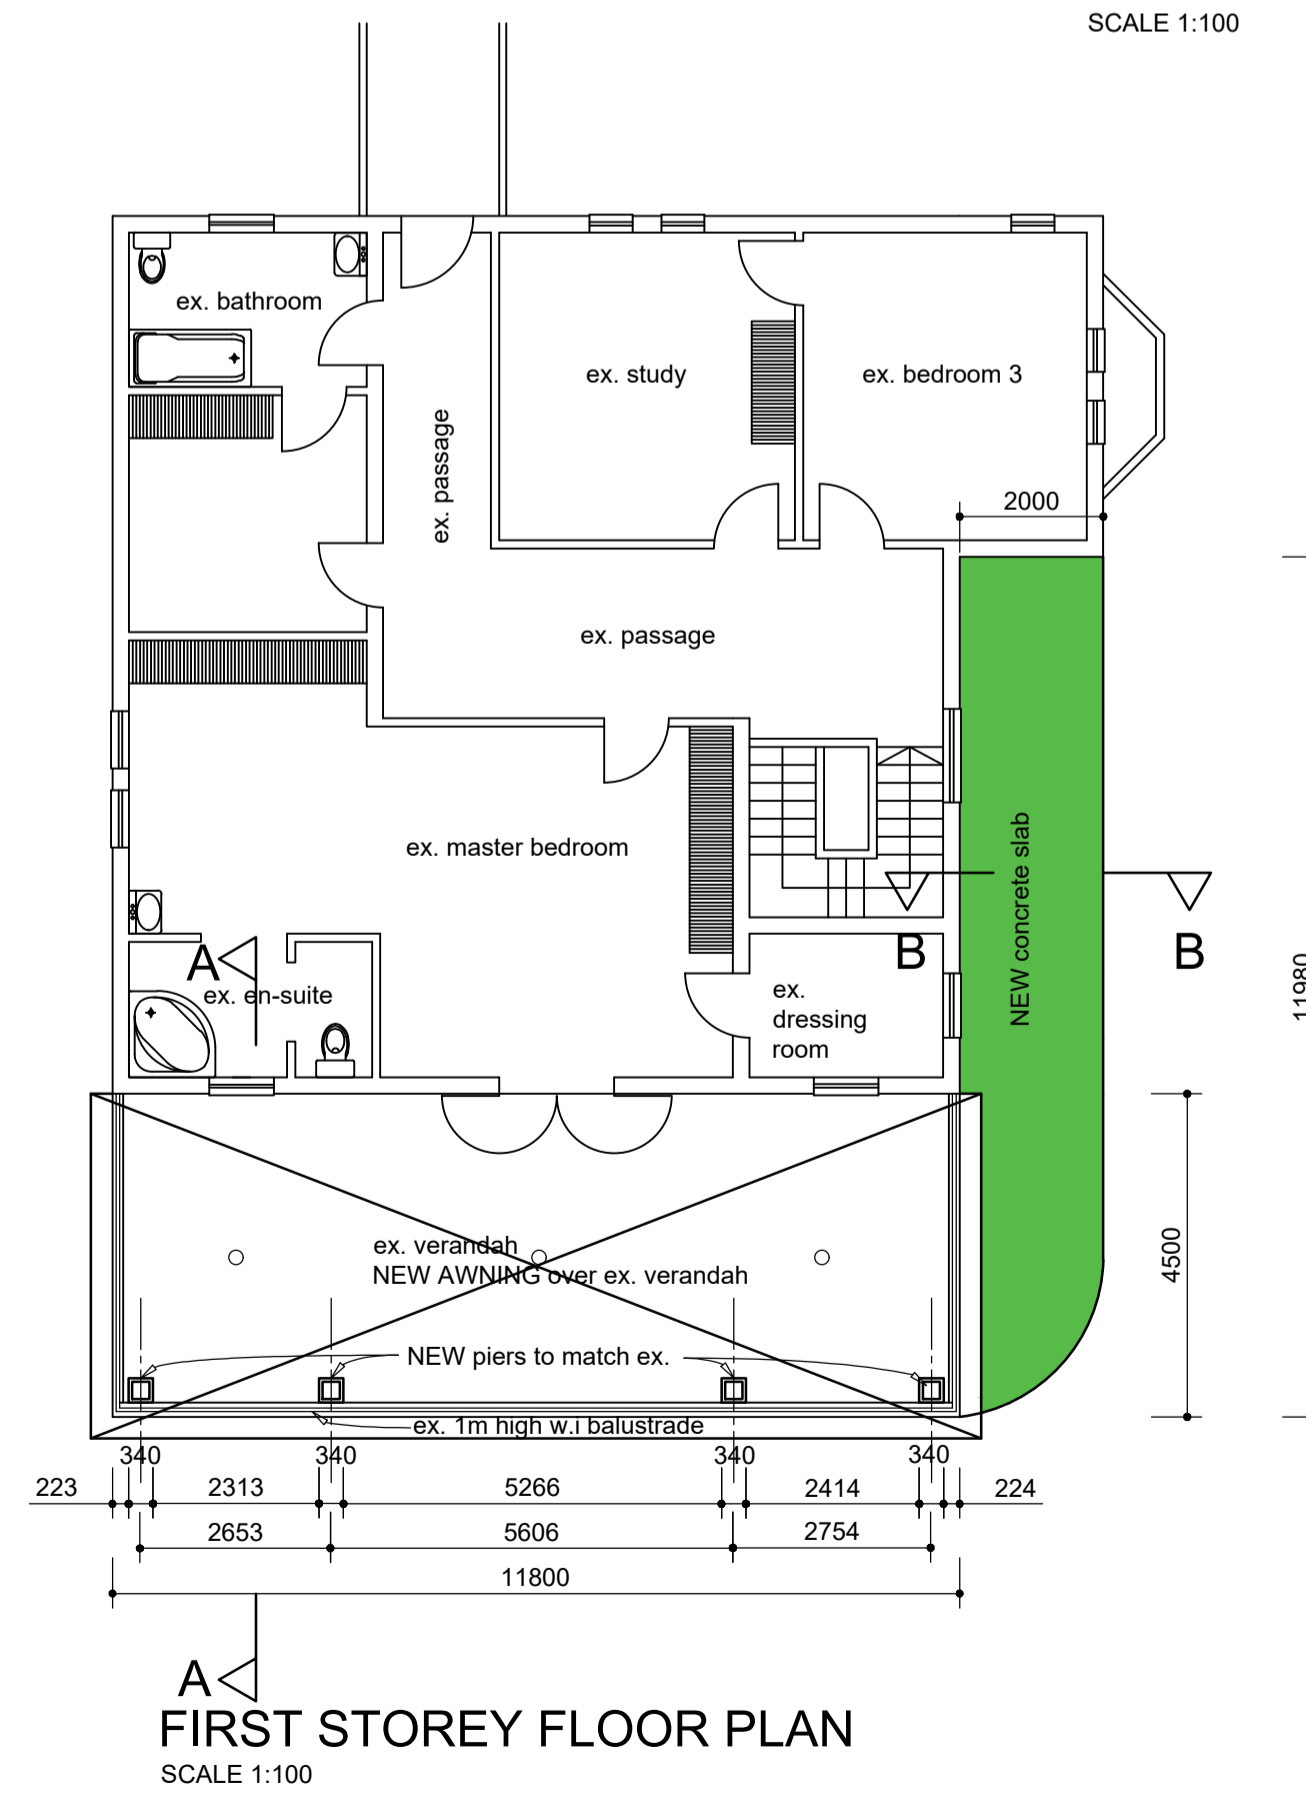 SCALE 1:100
ex. bathroom
ex. study
ex. bedroom 3
ex. passage
2000
ex. passage
NEW concrete slab
ex. master bedroom
B
B
A
ex. en-suite
ex.
dressing
room
11980
4500
ex. verandah
NEW AWNING over ex. verandah
NEW piers to match ex.
ex. 1m high w.i balustrade
340
340
340
340
223
2313
5266
2414
224
2653
5606
2754
11800
A
FIRST STOREY FLOOR PLAN
SCALE 1:100